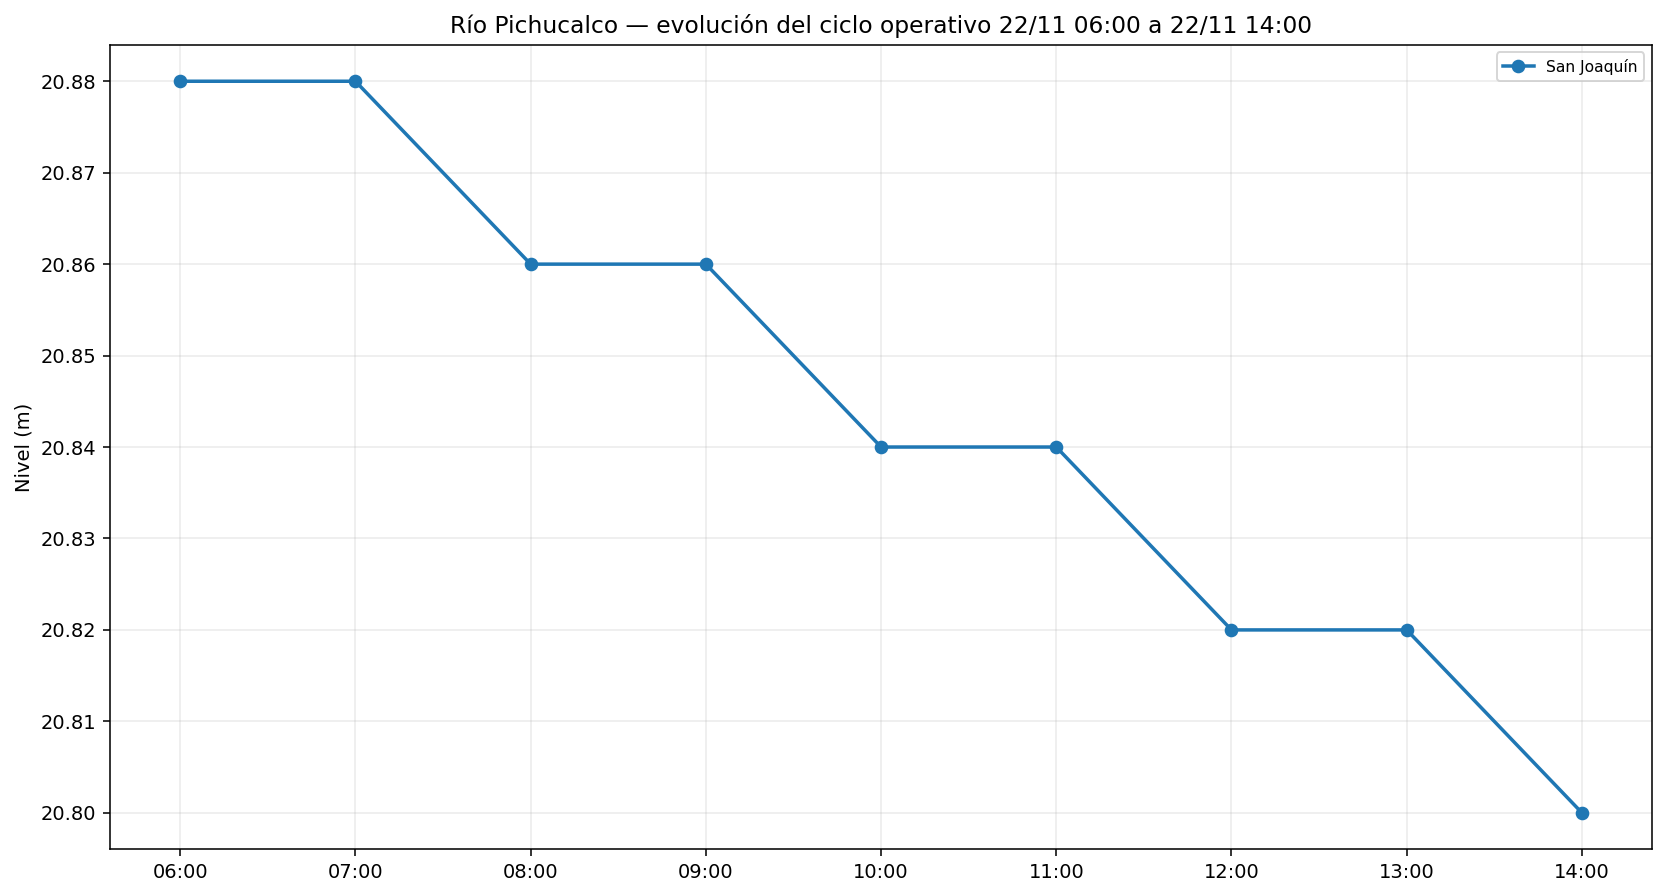 Río Pichucalco — evolución del ciclo operativo 22/11 06:00 a 22/11 14:00
San Joaquín
Nivel (m)
20.88
20.87
20.86
20.85
20.84
20.83
20.82
20.81
20.80
06:00 07:00 08:00 09:00 10:00 11:00 12:00 13:00 14:00